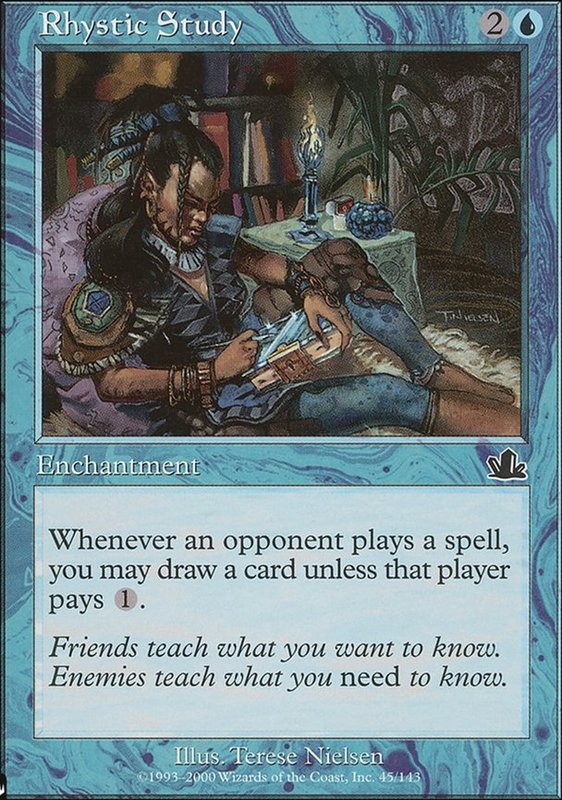 Rhystic Study 2
T. NIELSEN
Enchantment
Whenever an opponent plays a spell,
you may draw a card unless that player
pays 1.
Friends teach what you want to know.
Enemies teach what you need to know.
Illus. Terese Nielsen
©1993–2000 Wizards of the Coast, Inc. 45/143